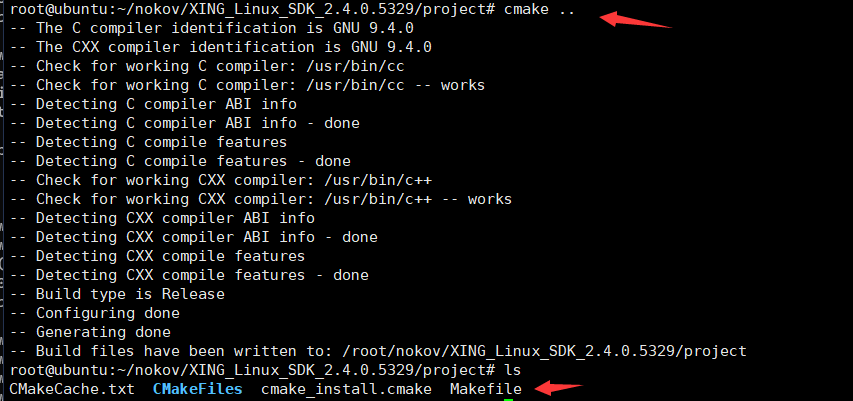 root@ubuntu:~/nokov/XING_Linux_SDK_2.4.0.5329/project# cmake ..
-- The C compiler identification is GNU 9.4.0
-- The CXX compiler identification is GNU 9.4.0
-- Check for working C compiler: /usr/bin/cc
-- Check for working C compiler: /usr/bin/cc -- works
-- Detecting C compiler ABI info
-- Detecting C compiler ABI info - done
-- Detecting C compile features
-- Detecting C compile features - done
-- Check for working CXX compiler: /usr/bin/c++
-- Check for working CXX compiler: /usr/bin/c++ -- works
-- Detecting CXX compiler ABI info
-- Detecting CXX compiler ABI info - done
-- Detecting CXX compile features
-- Detecting CXX compile features - done
-- Build type is Release
-- Configuring done
-- Generating done
-- Build files have been written to: /root/nokov/XING_Linux_SDK_2.4.0.5329/project
root@ubuntu:~/nokov/XING_Linux_SDK_2.4.0.5329/project# ls
CMakeCache.txt  CMakeFiles  cmake_install.cmake  Makefile